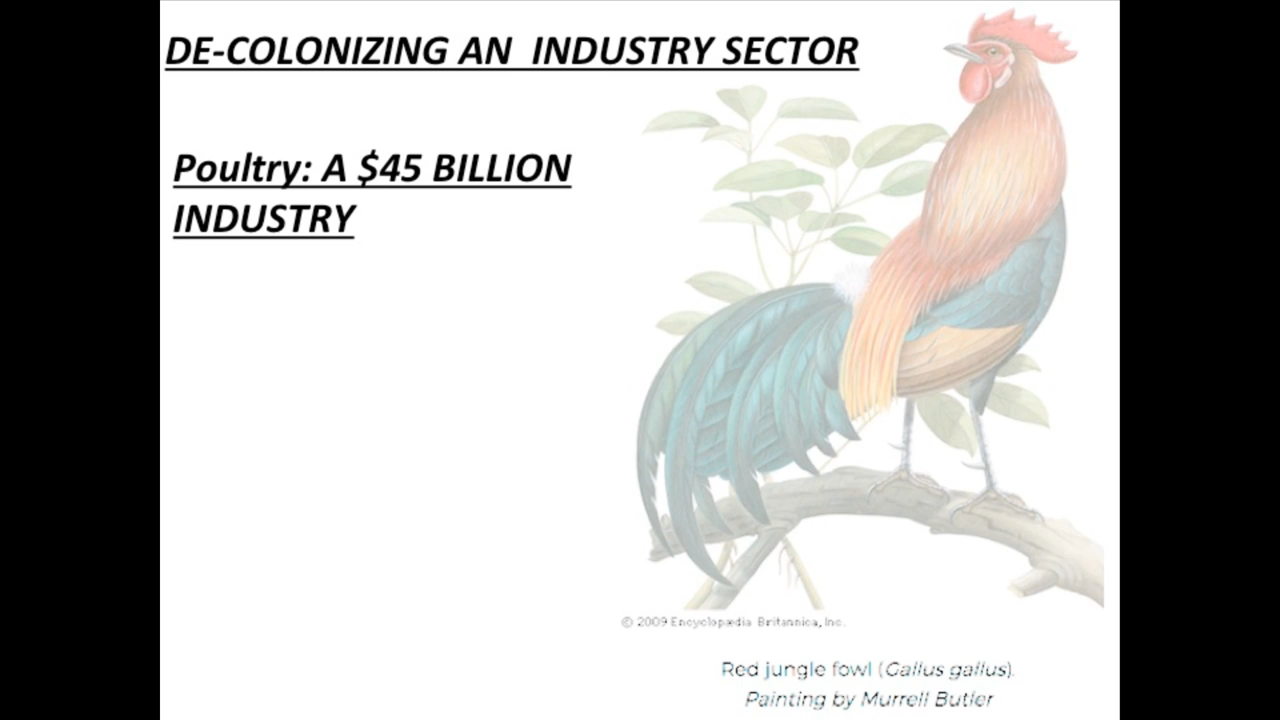 DE-COLONIZING AN INDUSTRY SECTOR
Poultry: A $45 BILLION
INDUSTRY
© 2009 Encyclopædia Britannica, Inc.
Red jungle fowl (Gallus gallus).
Painting by Murrell Butler